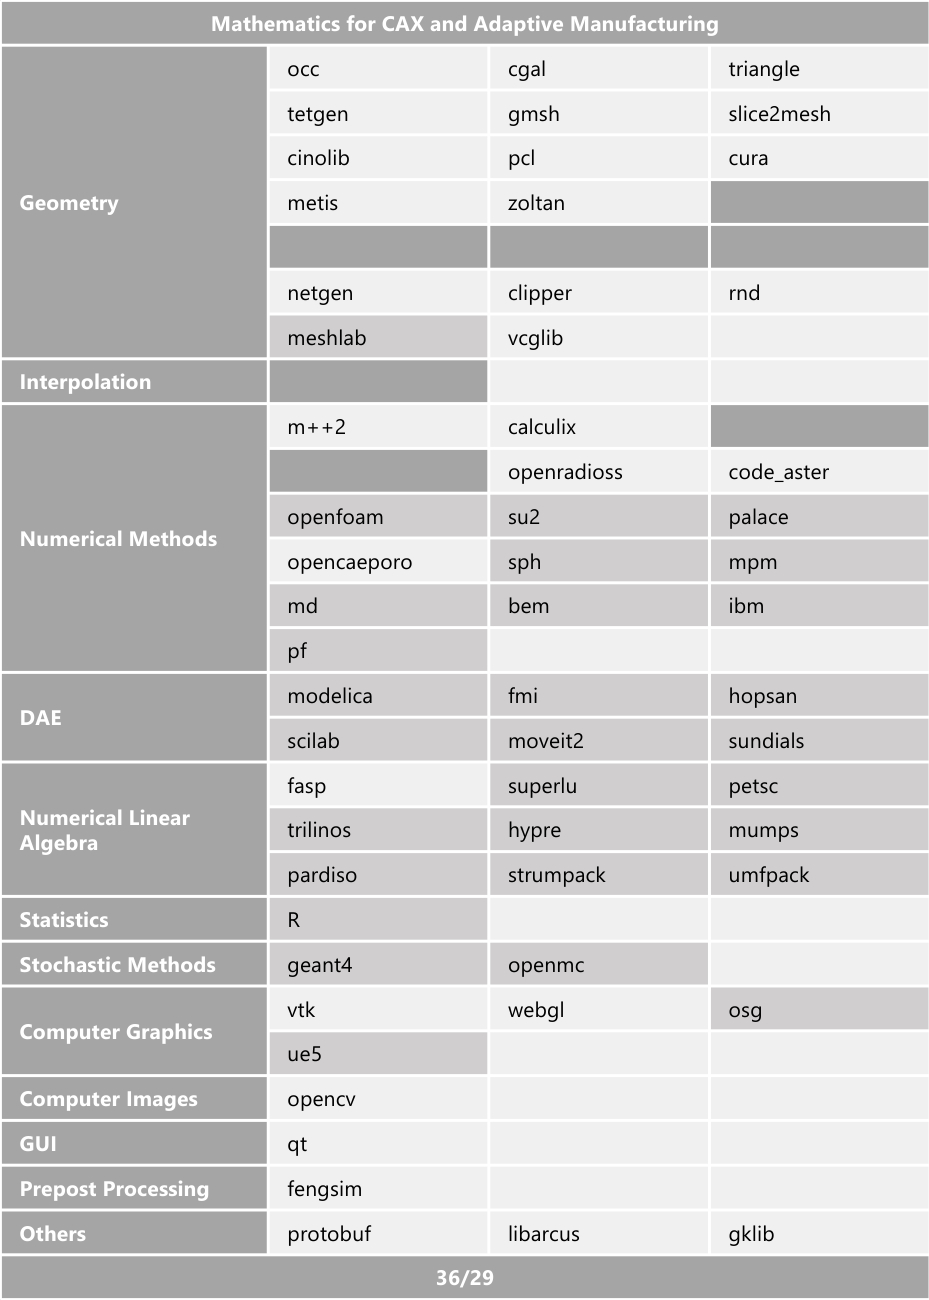 Mathematics for CAX and Adaptive Manufacturing
Geometry
occ cgal triangle
tetgen gmsh slice2mesh
cinolib pcl cura
metis zoltan
netgen clipper rnd
meshlab vcglib
Interpolation
Numerical Methods
m++2 calculix
openradioss code_aster
openfoam su2 palace
opencaeporo sph mpm
md bem ibm
pf
DAE
modelica fmi hopsan
scilab moveit2 sundials
Numerical Linear
Algebra
fasp superlu petsc
trilinos hypre mumps
pardiso strumpack umfpack
Statistics R
Stochastic Methods geant4 openmc
Computer Graphics
vtk webgl osg
ue5
Computer Images opencv
GUI qt
Prepost Processing fengsim
Others protobuf libarcus gklib
36/29